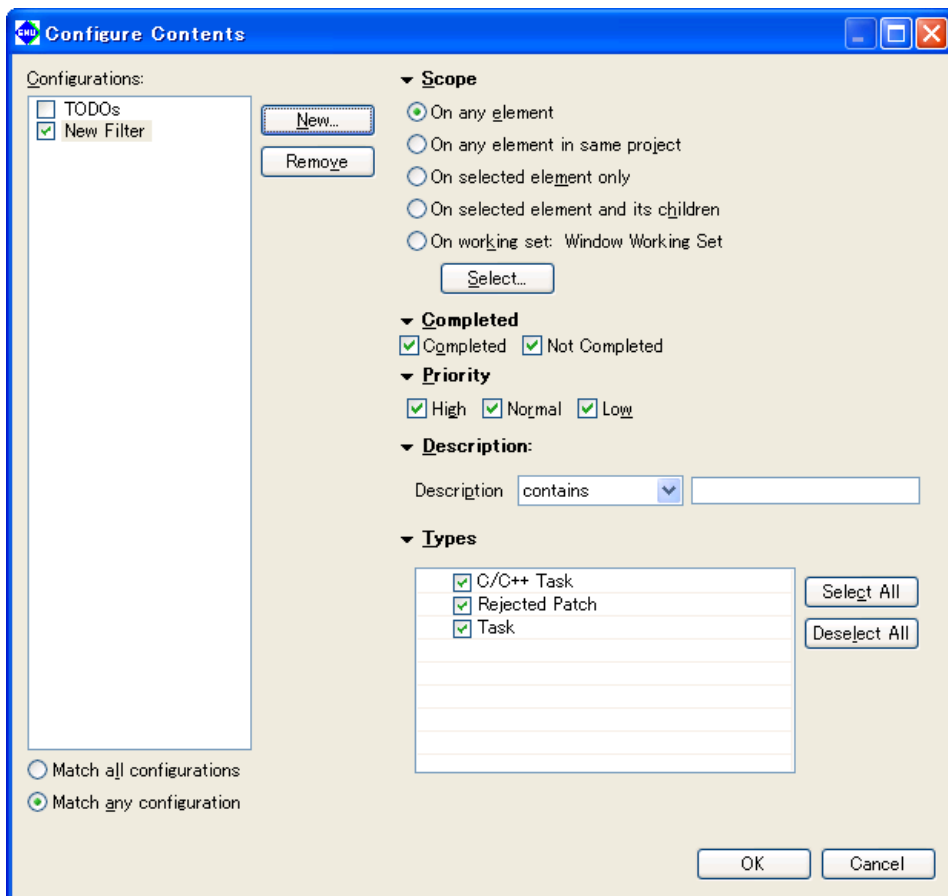 GNU Configure Contents
Configurations:
TODOs
New Filter
New...
Remove
Match all configurations
Match any configuration
Scope
On any element
On any element in same project
On selected element only
On selected element and its children
On working set: Window Working Set
Select...
Completed
Completed Not Completed
Priority
High Normal Low
Description:
Description contains
Types
C/C++ Task
Rejected Patch
Task
Select All
Deselect All
OK Cancel